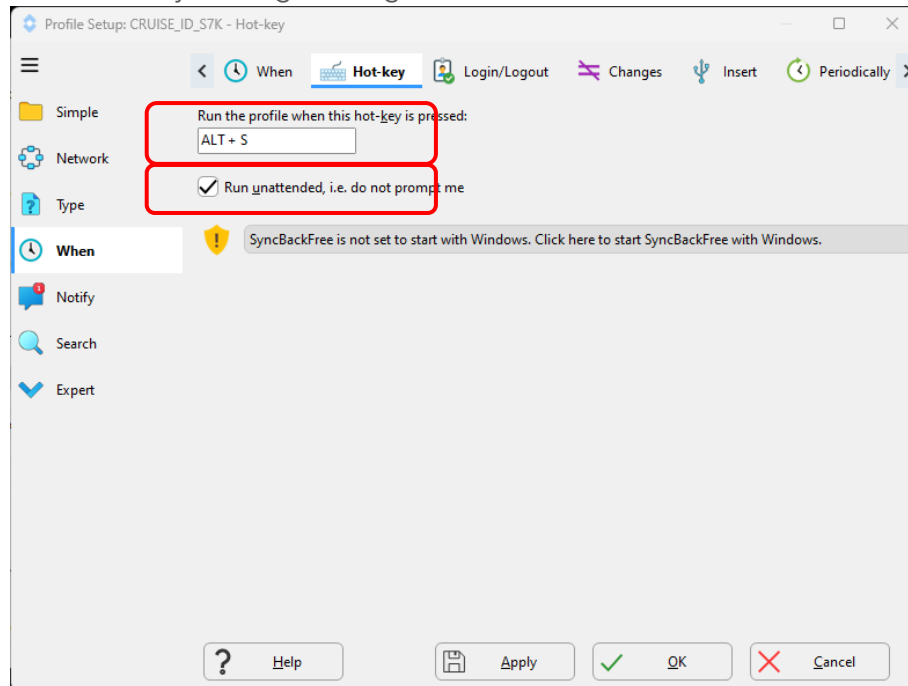 Profile Setup: CRUISE_ID_S7K - Hot-key
When
Hot-key
Login/Logout
Changes
Insert
Periodically
Simple
Network
Type
When
Notify
1
Search
Expert
Run the profile when this hot-key is pressed:
ALT + S
Run unattended, i.e. do not prompt me
SyncBackFree is not set to start with Windows. Click here to start SyncBackFree with Windows.
Help
Apply
OK
Cancel